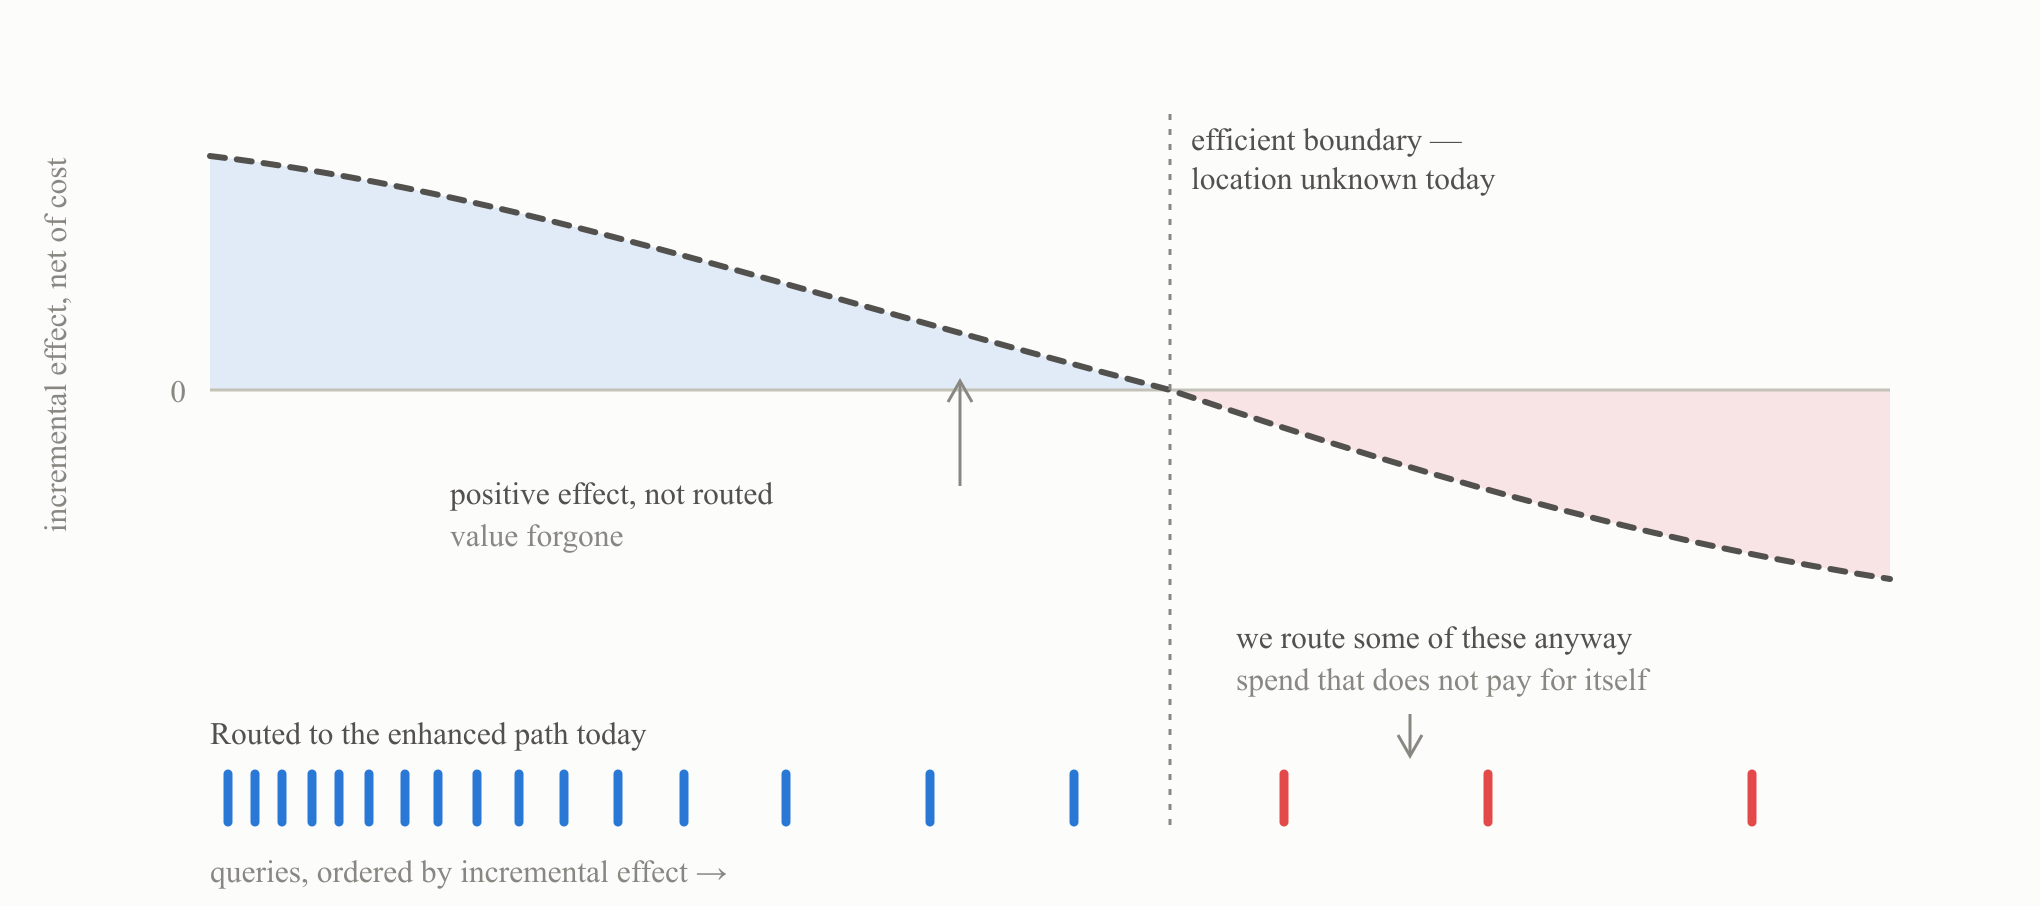 efficient boundary —
location unknown today
incremental effect, net of cost
0
positive effect, not routed
value forgone
we route some of these anyway
spend that does not pay for itself
Routed to the enhanced path today
queries, ordered by incremental effect →